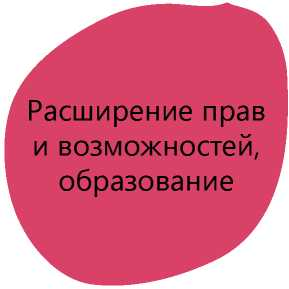 Расширение прав
и возможностей,
образование